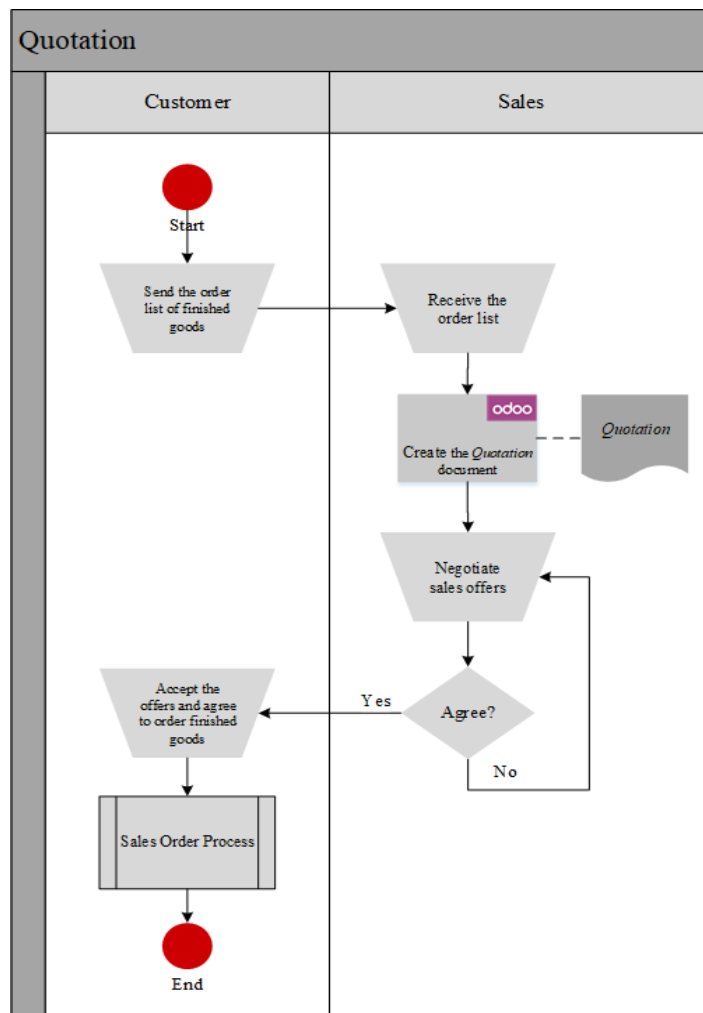 Quotation
Customer
Sales
Start
Send the order
list of finished
goods
Receive the
order list
odoo
Create the Quotation
document
Quotation
Negotiate
sales offers
Agree?
Yes
No
Accept the
offers and agree
to order finished
goods
Sales Order Process
End